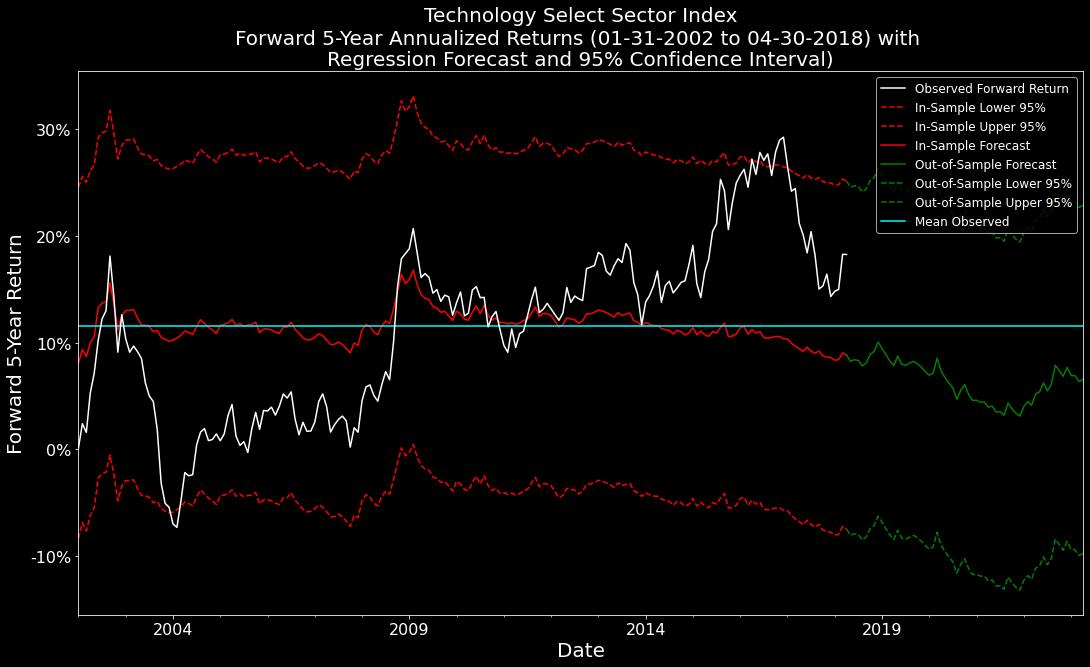 Technology Select Sector Index
Forward 5-Year Annualized Returns (01-31-2002 to 04-30-2018) with
Regression Forecast and 95% Confidence Interval)
Observed Forward Return
In-Sample Lower 95%
In-Sample Upper 95%
In-Sample Forecast
Out-of-Sample Forecast
Out-of-Sample Lower 95%
Out-of-Sample Upper 95%
Mean Observed
Forward 5-Year Return
30%
20%
10%
0%
-10%
2004 2009 2014 2019
Date